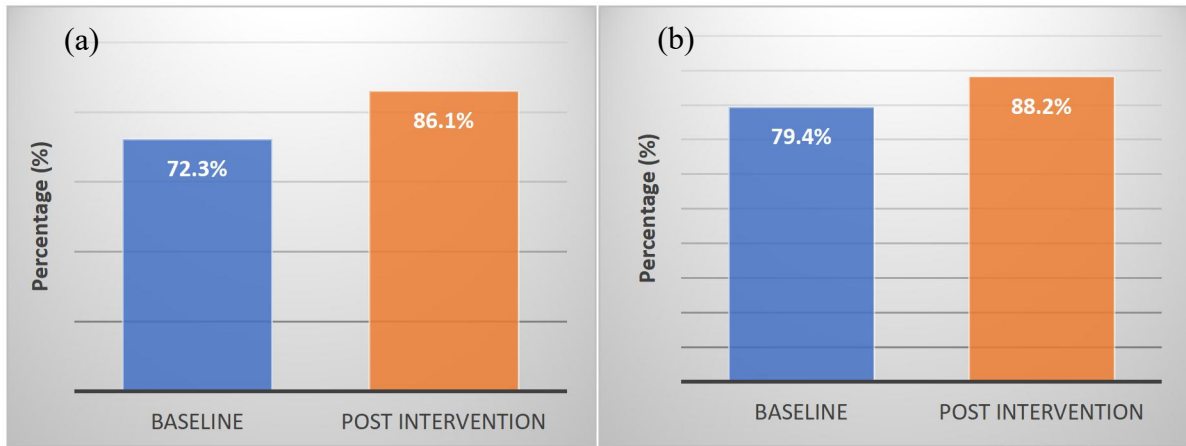 (a)
Percentage (%)
72.3%
86.1%
BASELINE
POST INTERVENTION
(b)
Percentage (%)
79.4%
88.2%
BASELINE
POST INTERVENTION